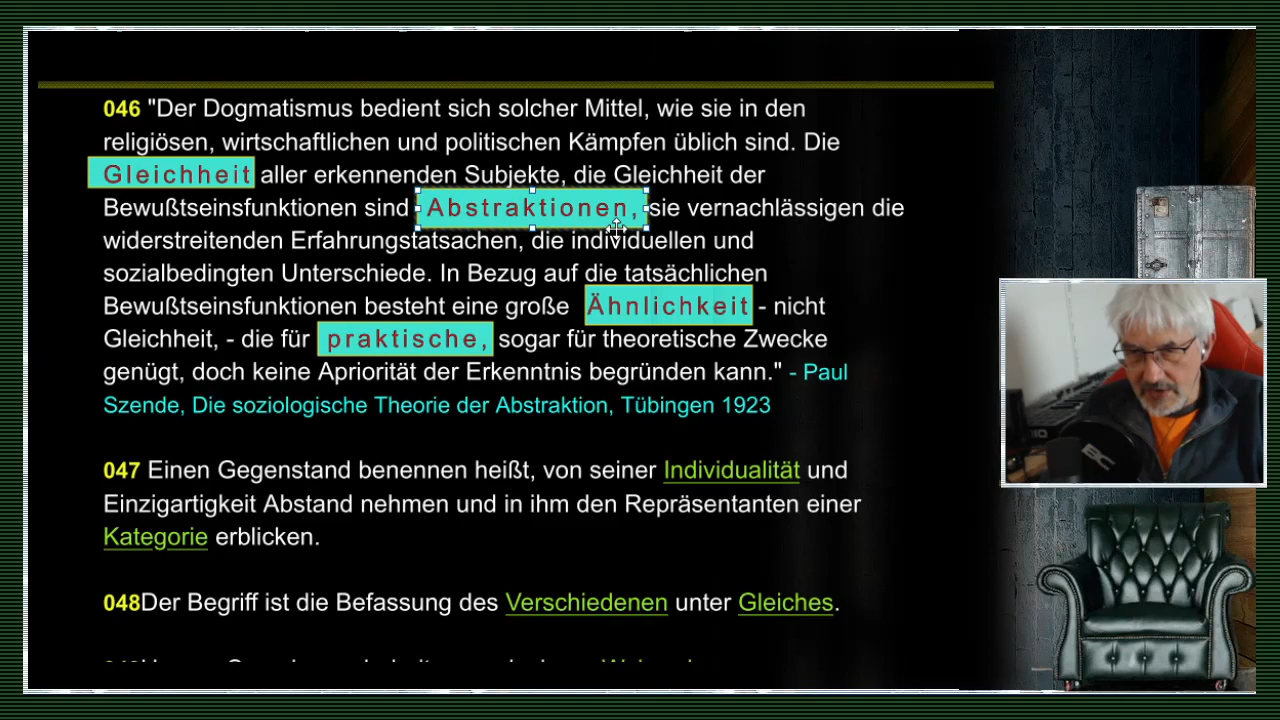 046 "Der Dogmatismus bedient sich solcher Mittel, wie sie in den
religiösen, wirtschaftlichen und politischen Kämpfen üblich sind. Die
Gleichheit aller erkennenden Subjekte, die Gleichheit der
Bewußtseinsfunktionen sind Abstraktionen, sie vernachlässigen die
widerstreitenden Erfahrungstatsachen, die individuellen und
sozialbedingten Unterschiede. In Bezug auf die tatsächlichen
Bewußtseinsfunktionen besteht eine große Ähnlichkeit - nicht
Gleichheit, - die für praktische, sogar für theoretische Zwecke
genügt, doch keine Apriorität der Erkenntnis begründen kann." - Paul
Szende, Die soziologische Theorie der Abstraktion, Tübingen 1923
047 Einen Gegenstand benennen heißt, von seiner Individualität und
Einzigartigkeit Abstand nehmen und in ihm den Repräsentanten einer
Kategorie erblicken.
048Der Begriff ist die Befassung des Verschiedenen unter Gleiches.